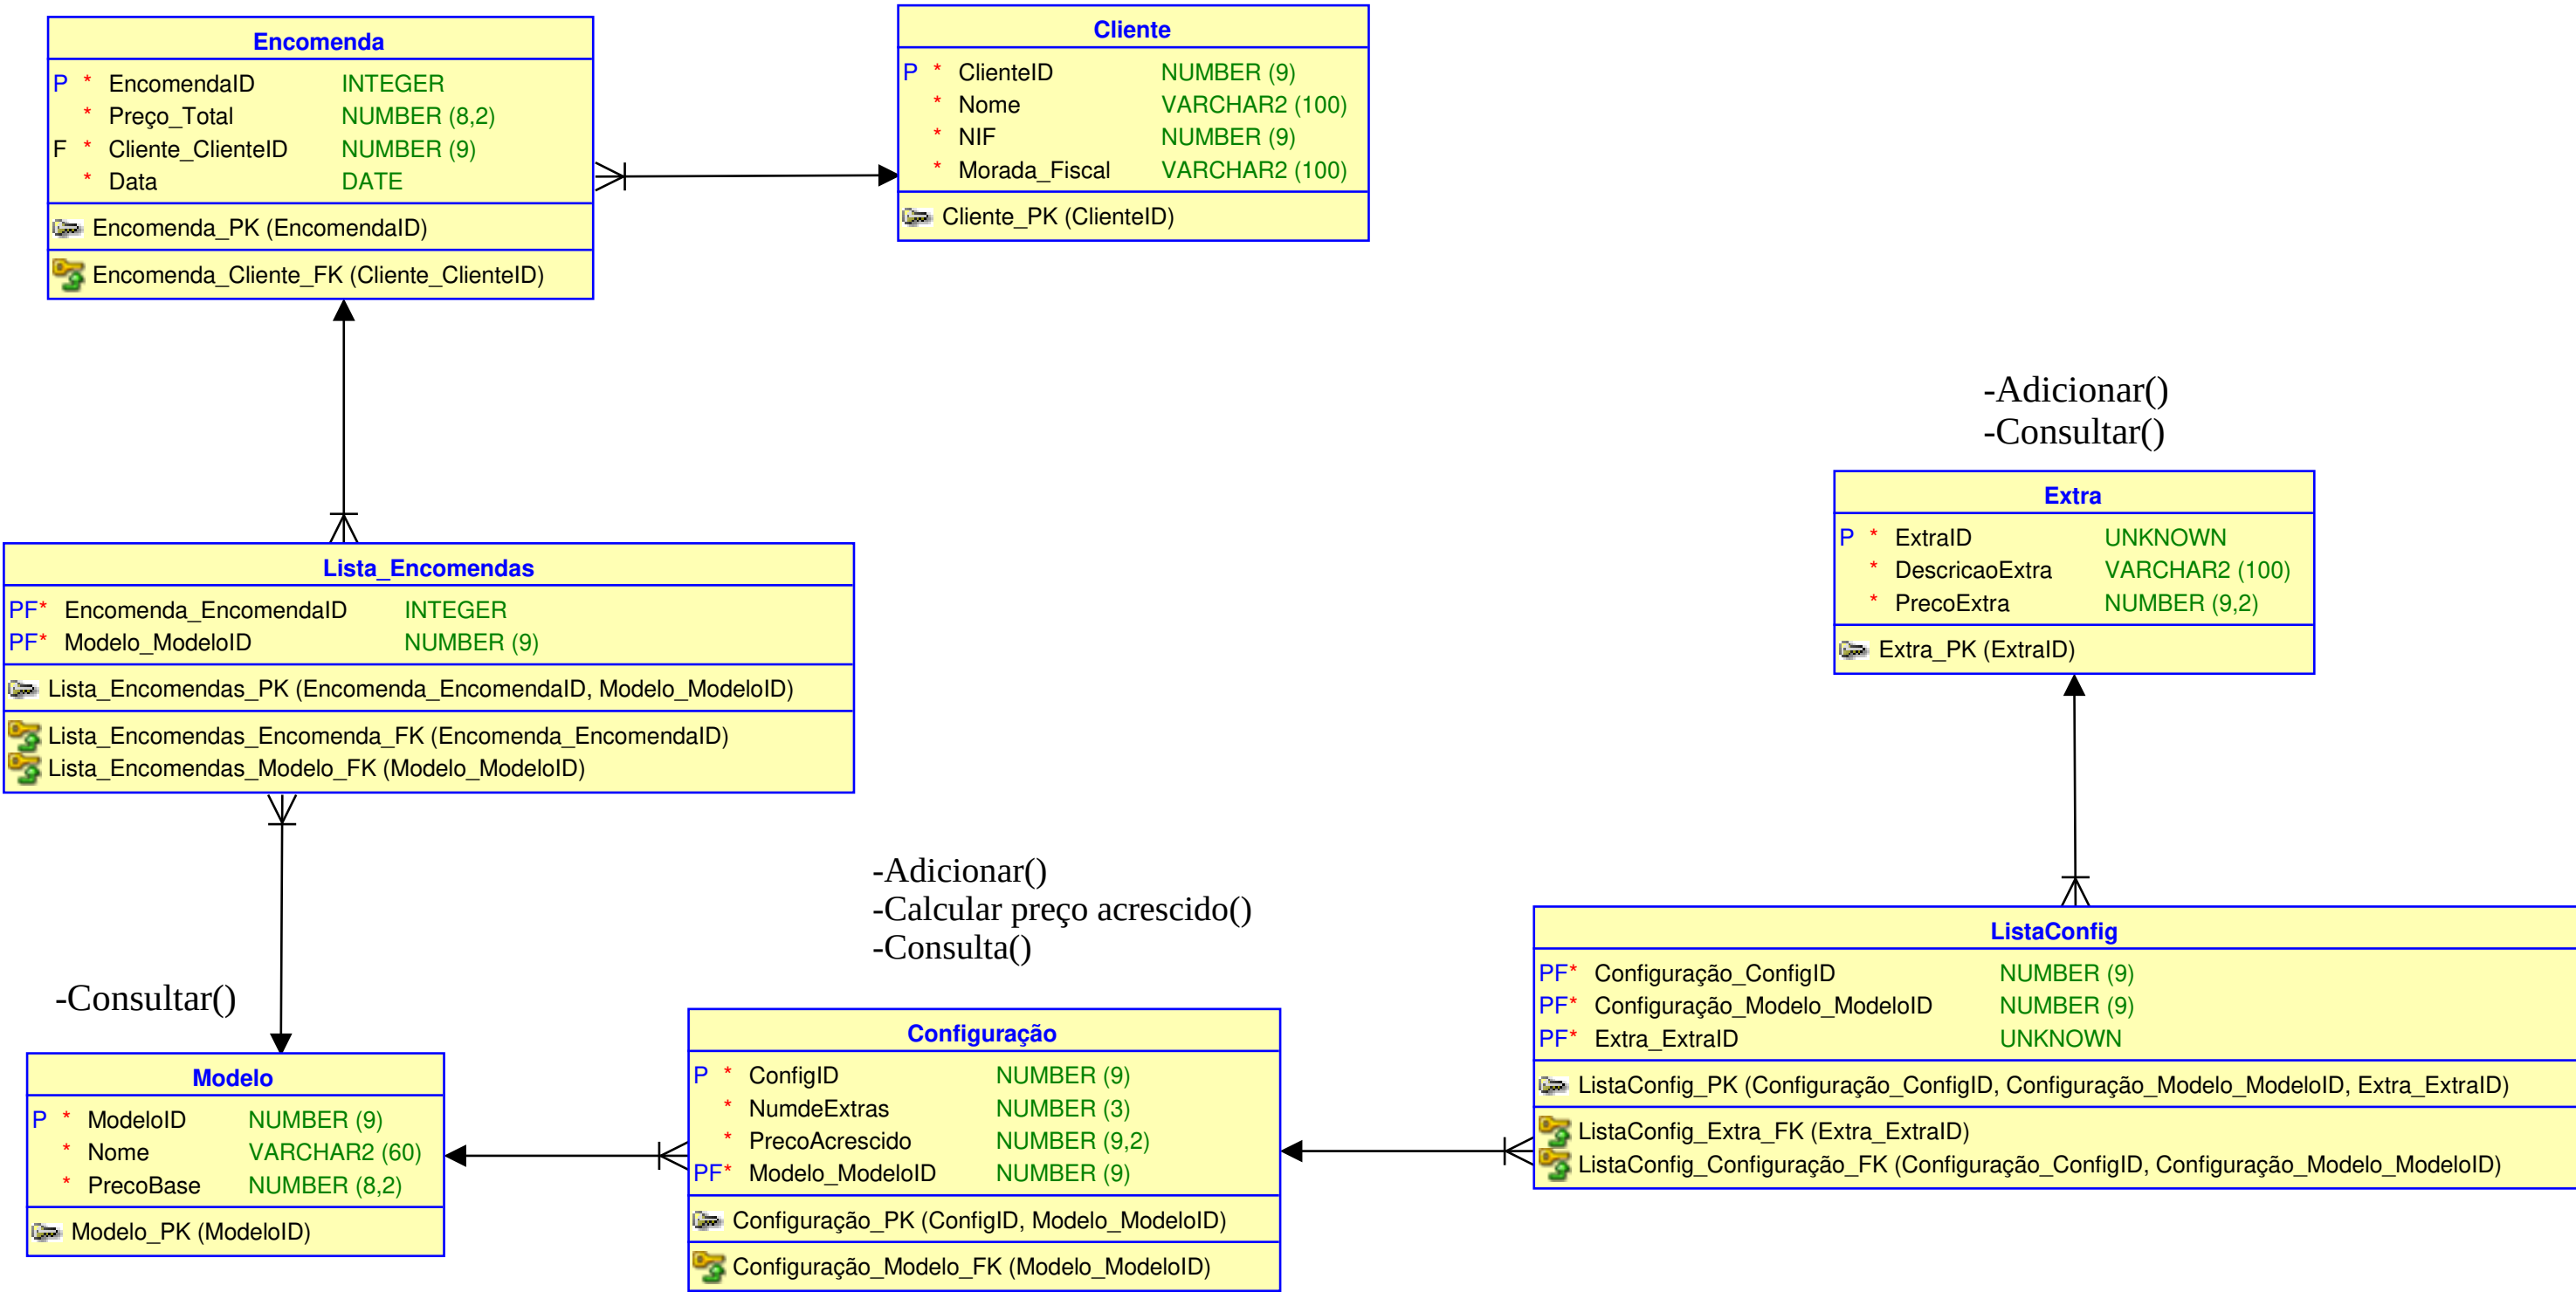 Encomenda
P * EncomendaID INTEGER
* Preço_Total NUMBER (8,2)
F * Cliente_ClienteID NUMBER (9)
* Data DATE
Encomenda_PK (EncomendaID)
Encomenda_Cliente_FK (Cliente_ClienteID)
Cliente
P * ClienteID NUMBER (9)
* Nome VARCHAR2 (100)
* NIF NUMBER (9)
* Morada_Fiscal VARCHAR2 (100)
Cliente_PK (ClienteID)
-Adicionar()
-Consultar()
Extra
P * ExtraID UNKNOWN
* DescricaoExtra VARCHAR2 (100)
* PrecoExtra NUMBER (9,2)
Extra_PK (ExtraID)
Lista_Encomendas
PF* Encomenda_EncomendaID INTEGER
PF* Modelo_ModeloID NUMBER (9)
Lista_Encomendas_PK (Encomenda_EncomendaID, Modelo_ModeloID)
Lista_Encomendas_Encomenda_FK (Encomenda_EncomendaID)
Lista_Encomendas_Modelo_FK (Modelo_ModeloID)
-Consultar()
Modelo
P * ModeloID NUMBER (9)
* Nome VARCHAR2 (60)
* PrecoBase NUMBER (8,2)
Modelo_PK (ModeloID)
-Adicionar()
-Calcular preço acrescido()
-Consulta()
Configuração
P * ConfigID NUMBER (9)
* NumdeExtras NUMBER (3)
* PrecoAcrescido NUMBER (9,2)
PF* Modelo_ModeloID NUMBER (9)
Configuração_PK (ConfigID, Modelo_ModeloID)
Configuração_Modelo_FK (Modelo_ModeloID)
ListaConfig
PF* Configuração_ConfigID NUMBER (9)
PF* Configuração_Modelo_ModeloID NUMBER (9)
PF* Extra_ExtraID UNKNOWN
ListaConfig_PK (Configuração_ConfigID, Configuração_Modelo_ModeloID, Extra_ExtraID)
ListaConfig_Extra_FK (Extra_ExtraID)
ListaConfig_Configuração_FK (Configuração_ConfigID, Configuração_Modelo_ModeloID)